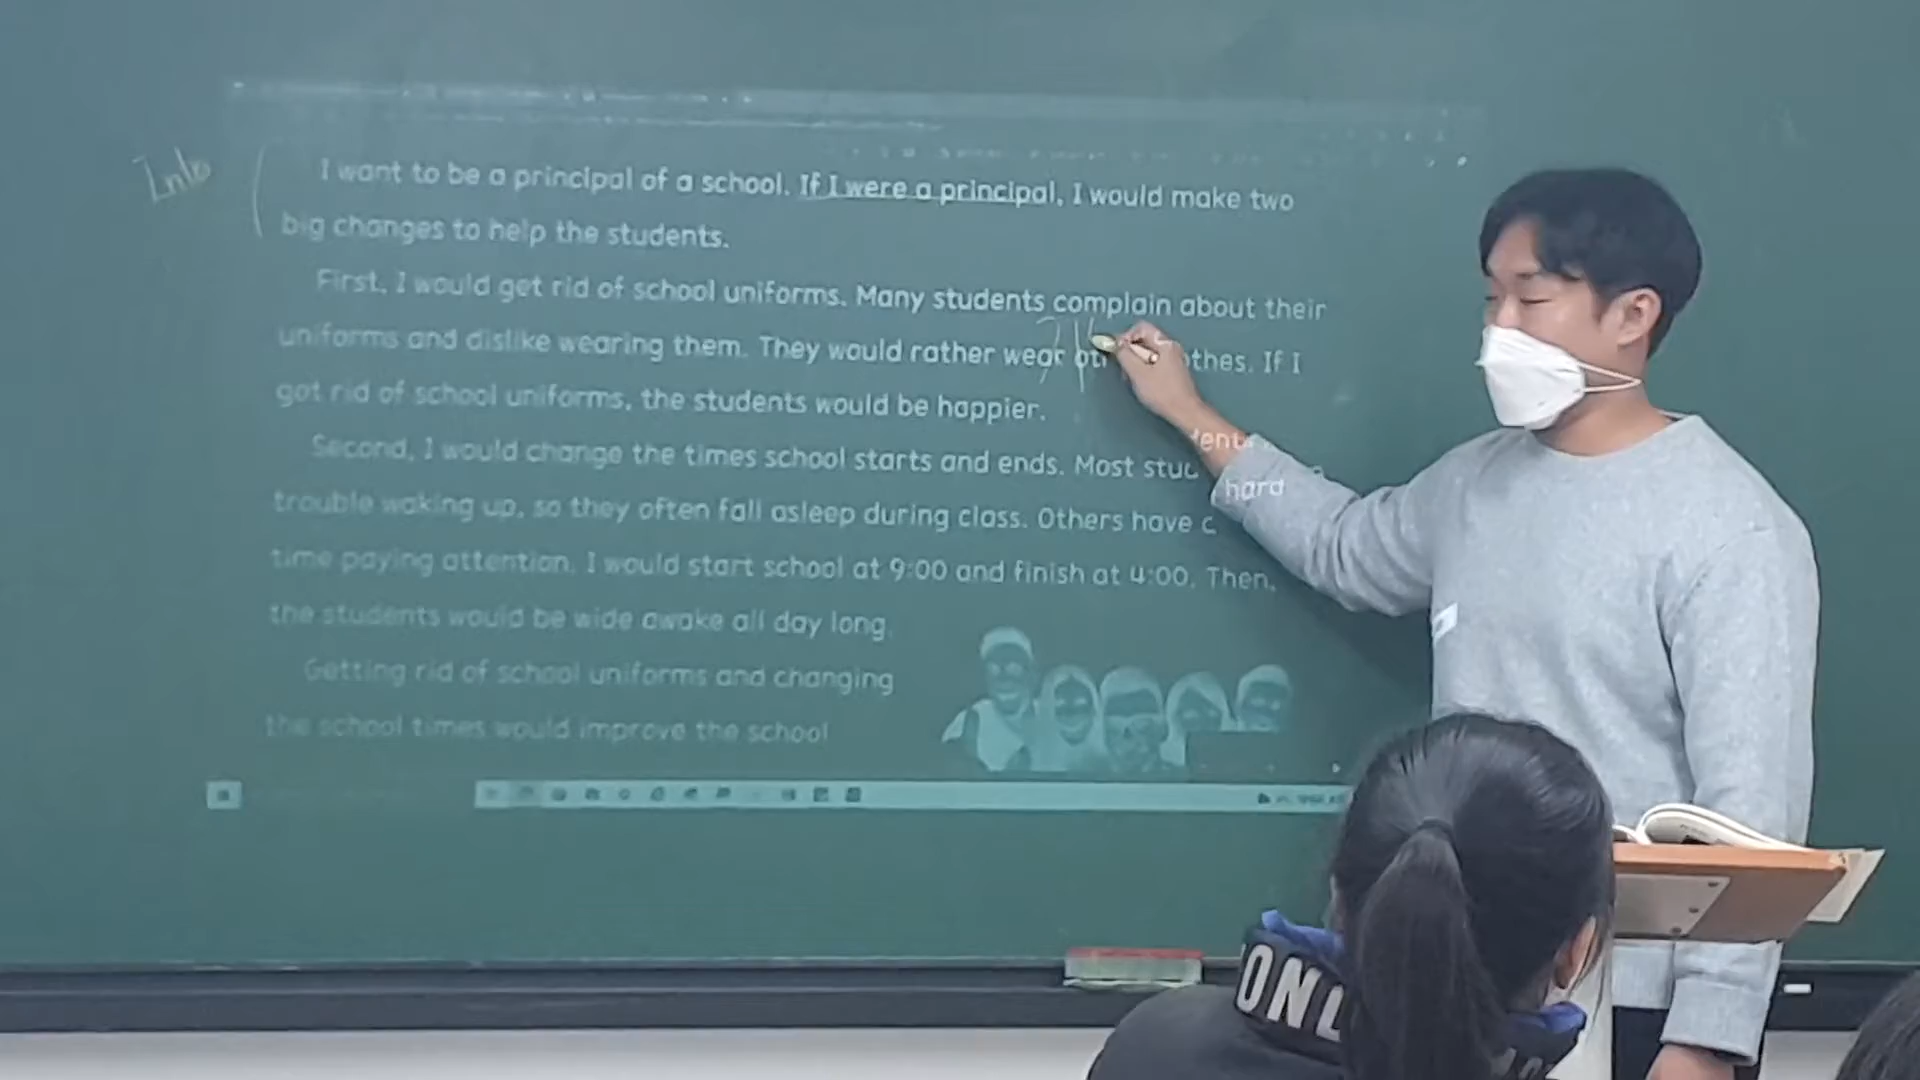 Into
I want to be a principal of a school. If I were a principal, I would make two
big changes to help the students.
First, I would get rid of school uniforms. Many students complain about their
uniforms and dislike wearing them. They would rather wear thes. If I
got rid of school uniforms, the students would be happier.
Second, I would change the times school starts and ends. Most students
trouble waking up, so they often fall asleep during class. Others have hard
time paying attention. I would start school at 9:00 and finish at 4:00. Then,
the students would be wide awake all day long.
Getting rid of school uniforms and changing
the school times would improve the school
ONL